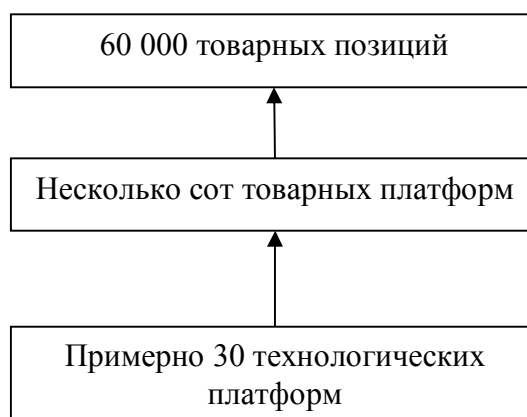 60 000 товарных позиций
Несколько сот товарных платформ
Примерно 30 технологических
платформ